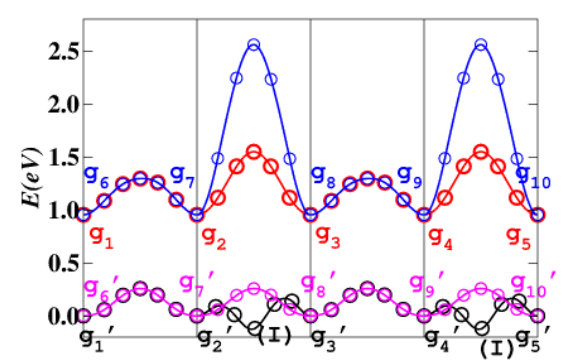 E(eV)
2.5
2.0
1.5
1.0
0.5
0.0
g6 g7 g8 g9 g10
g1 g2 g3 g4 g5
g6′ g7′ g8′ g9′ g10′
g1′ g2′ (I) g3′ g4′ (I) g5′